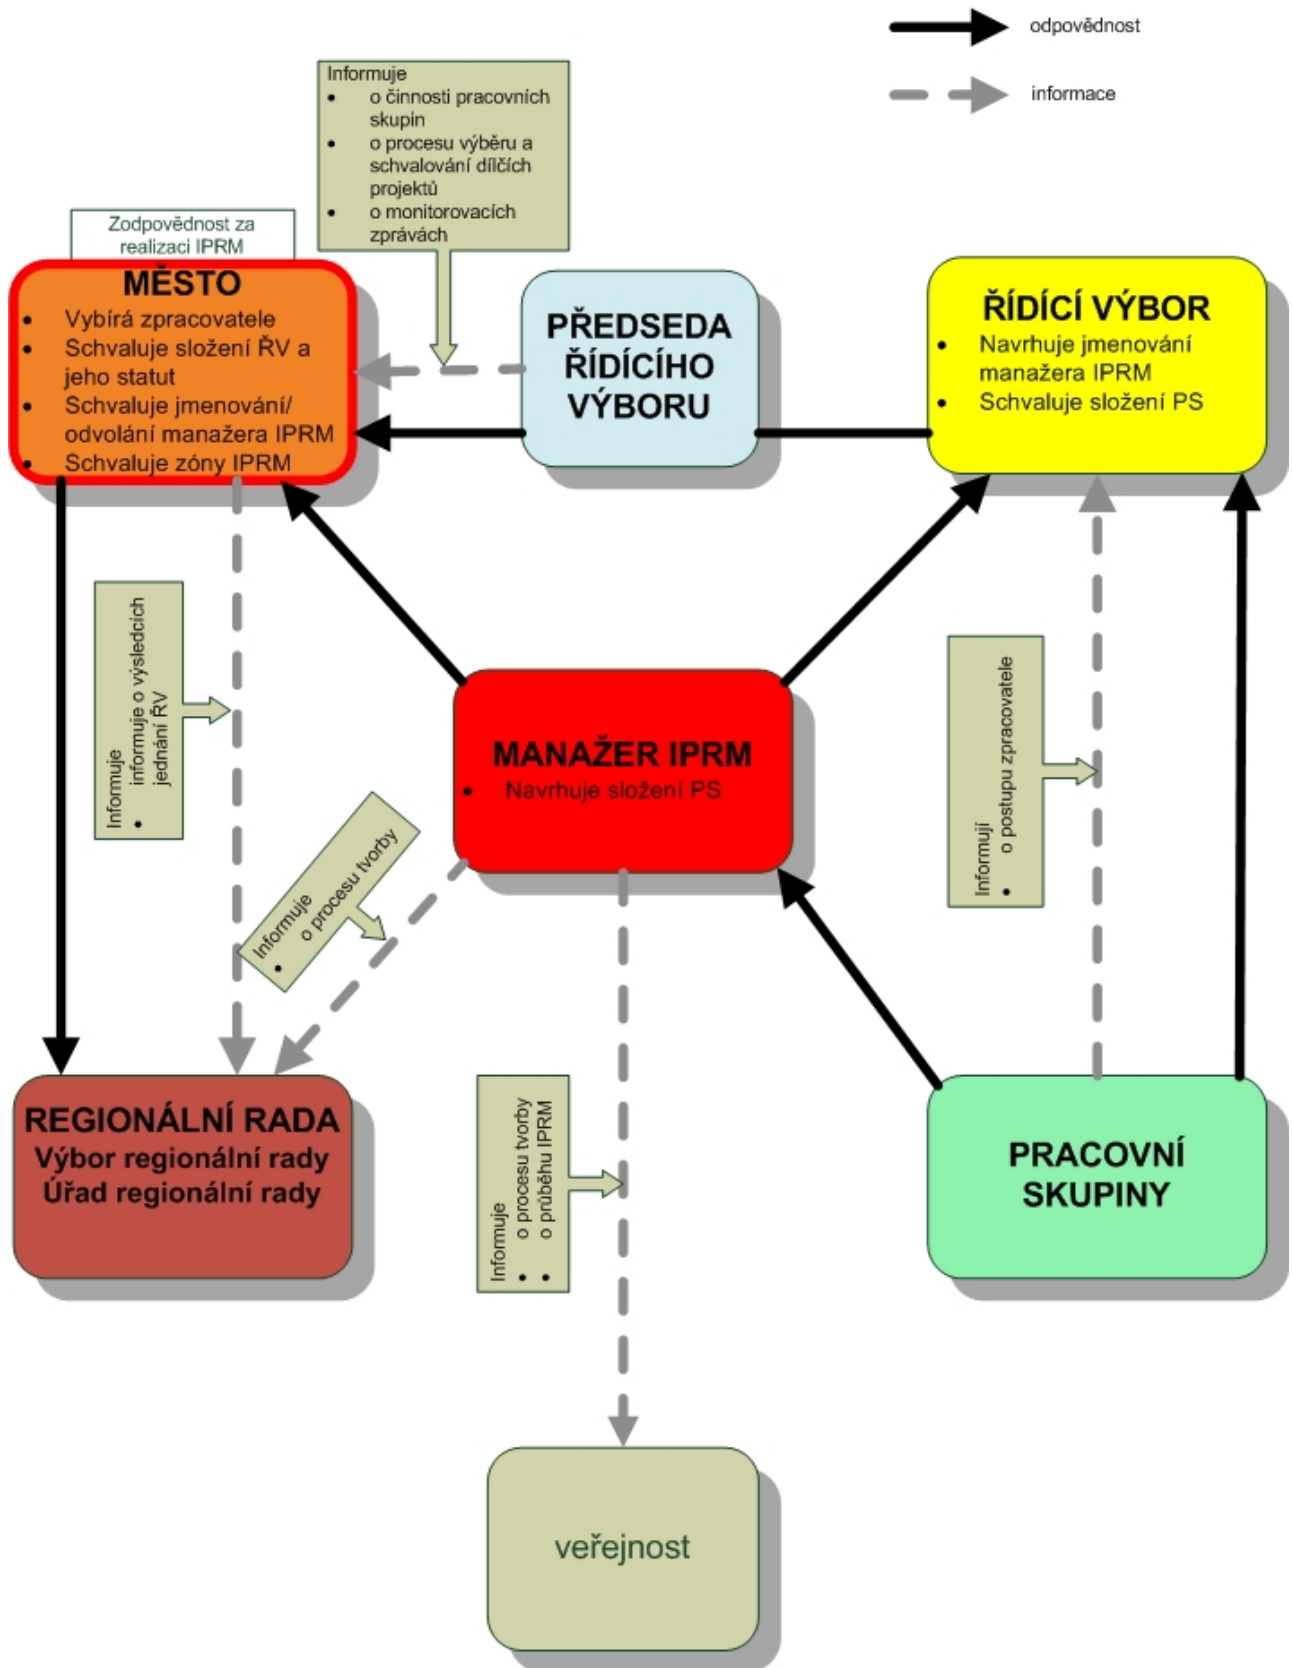 odpovědnost
informace
Informuje
• o činnosti pracovních
skupin
• o procesu výběru a
schvalování dílčích
projektů
• o monitorovacích
zprávách
Zodpovědnost za
realizaci IPRM
MĚSTO
• Vybírá zpracovatele
• Schvaluje složení ŘV a
jeho statut
• Schvaluje jmenování/
odvolání manažera IPRM
• Schvaluje zóny IPRM
PŘEDSEDA
ŘÍDÍCÍHO
VÝBORU
ŘÍDÍCÍ VÝBOR
• Navrhuje jmenování
manažera IPRM
• Schvaluje složení PS
Informuje
• informuje o výsledcích
jednání ŘV
MANAŽER IPRM
• Navrhuje složení PS
Informují
• o postupu zpracovatele
Informuje
• o procesu tvorby
REGIONÁLNÍ RADA
Výbor regionální rady
Úřad regionální rady
Informuje
• o procesu tvorby
• o průběhu IPRM
PRACOVNÍ
SKUPINY
veřejnost